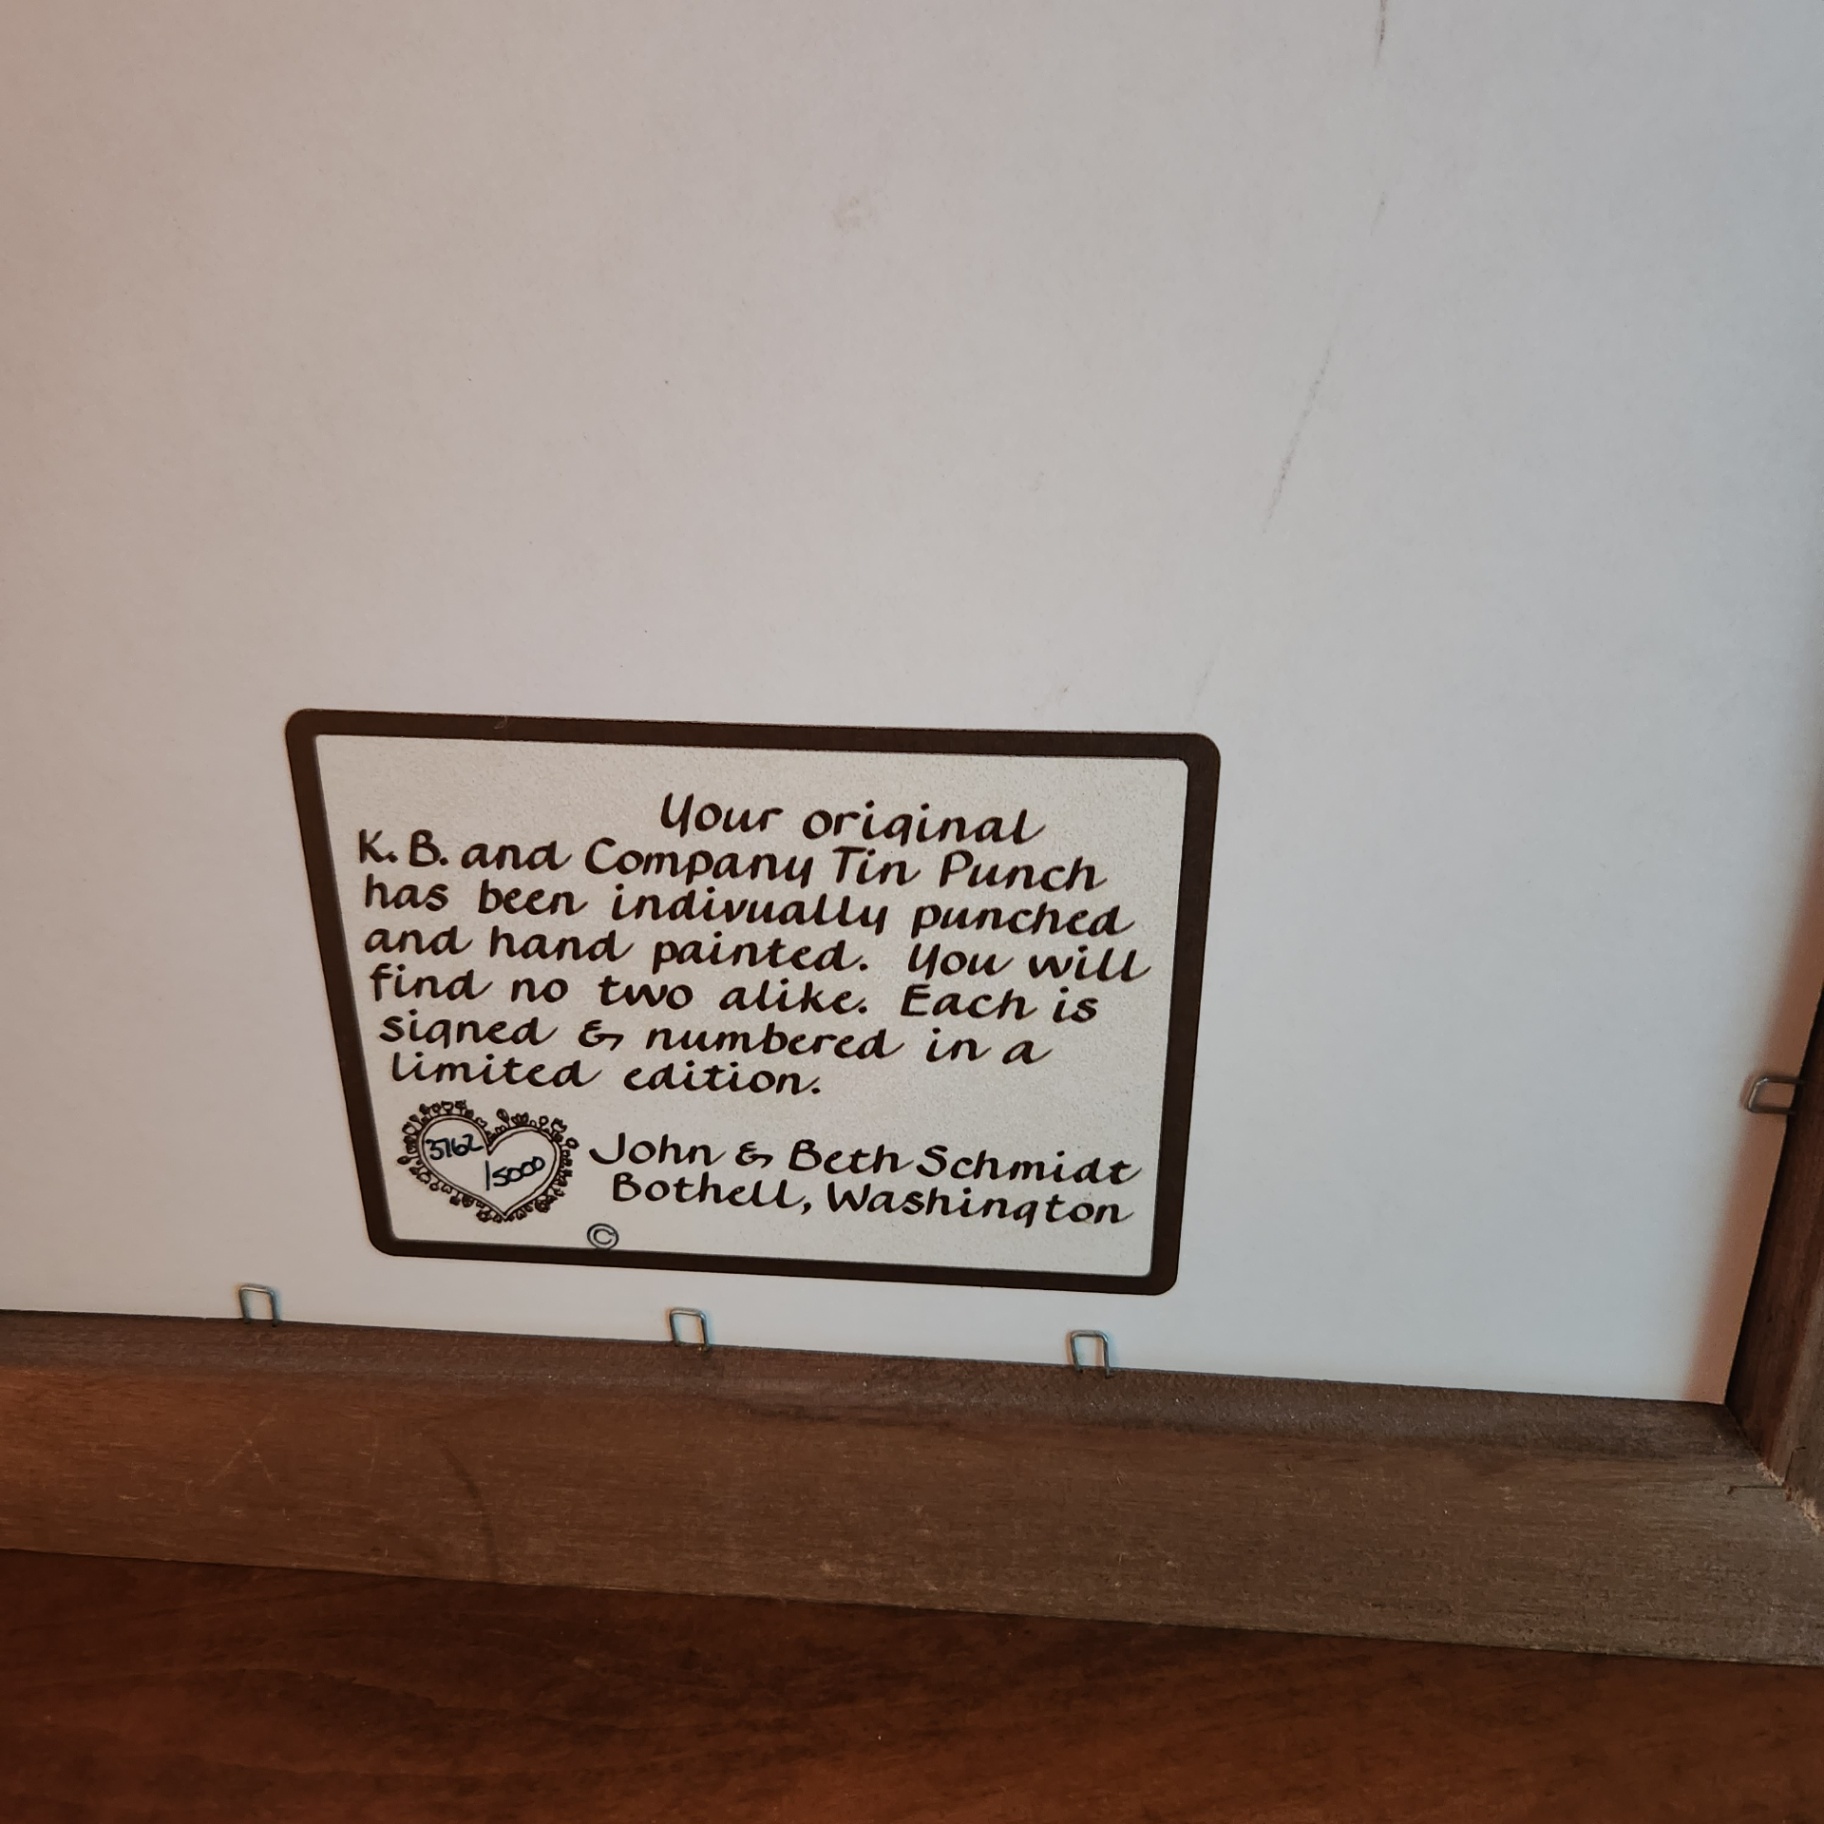 Your original
K.B. and Company Tin Punch
has been indivually punched
and hand painted. You will
find no two alike. Each is
signed & numbered in a
limited edition.
3762
/5000
John & Beth Schmidt
Bothell, Washington
©